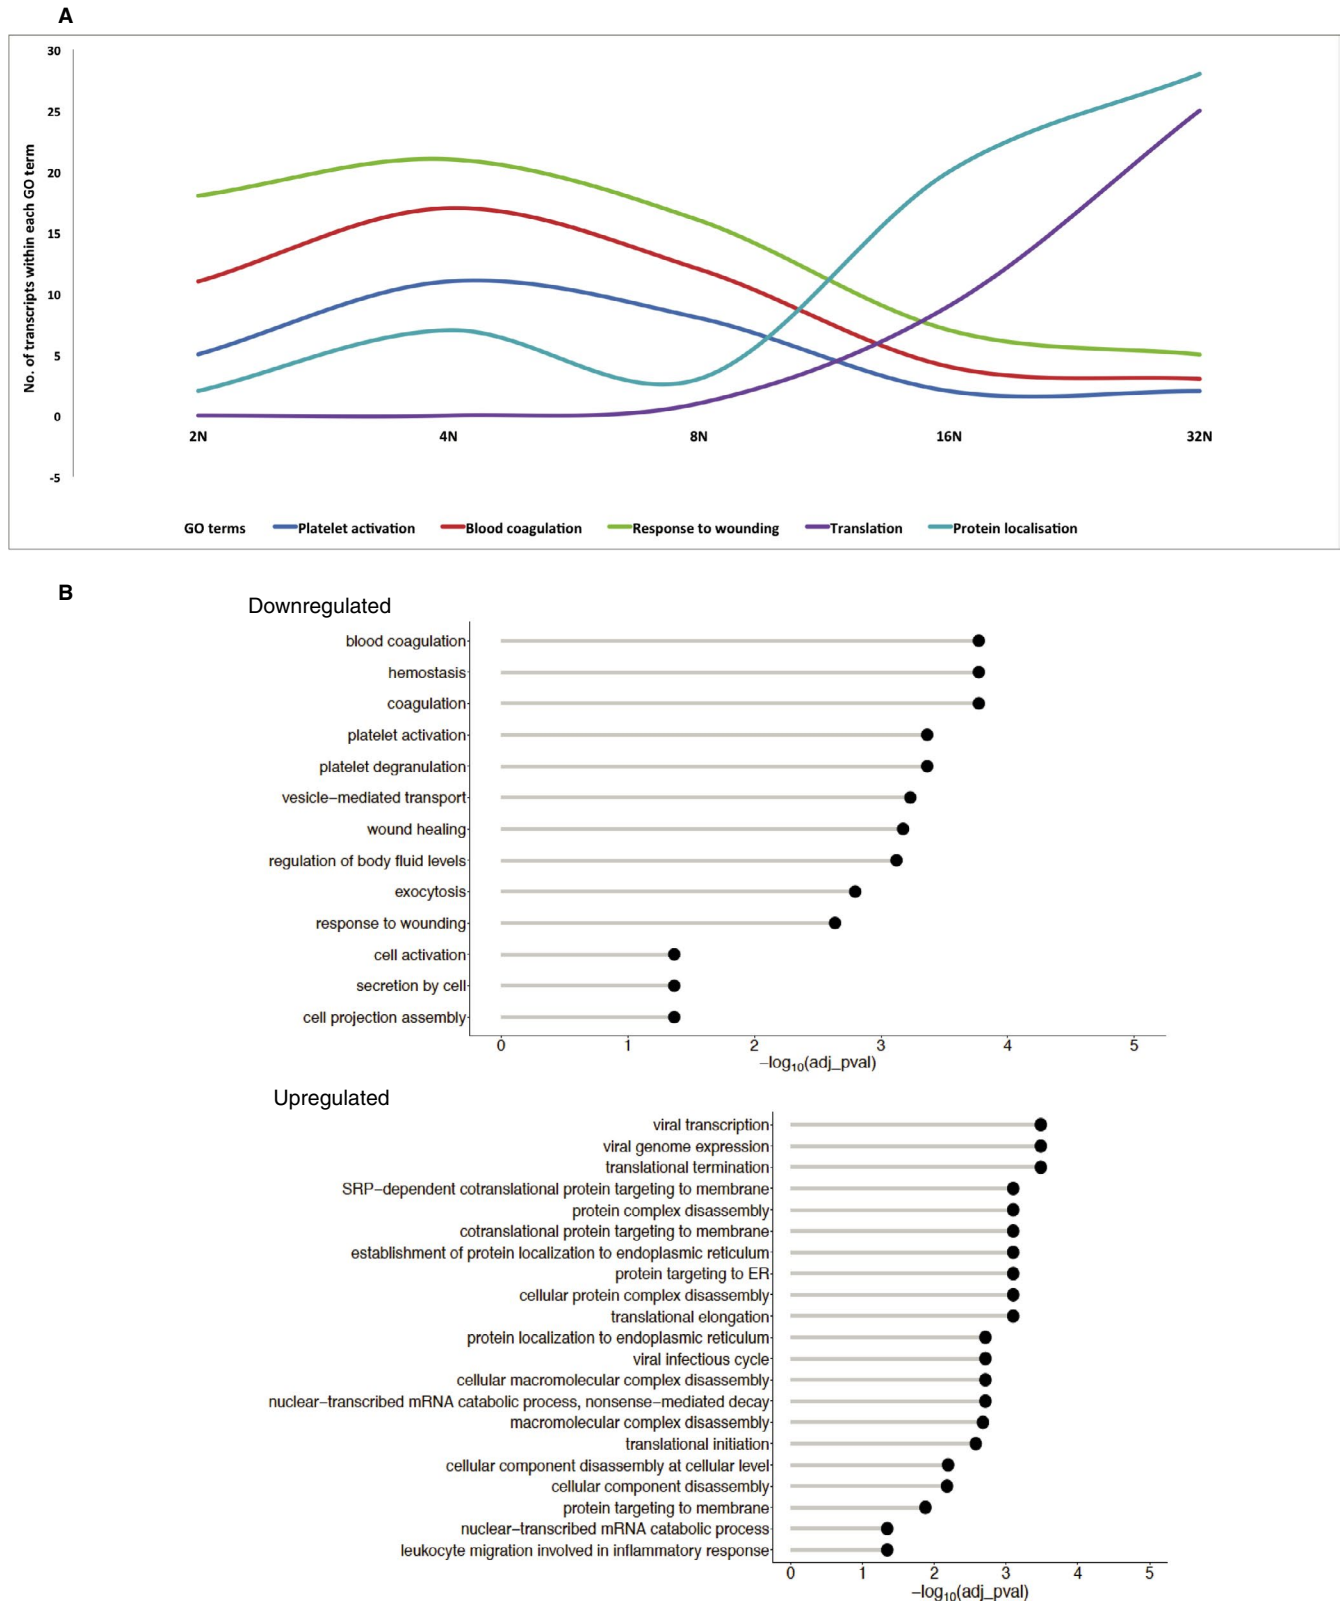 A
30
25
20
15
10
5
0
-5
No. of transcripts within each GO term
2N 4N 8N 16N 32N
GO terms Platelet activation Blood coagulation Response to wounding Translation Protein localisation
B
Downregulated
blood coagulation
hemostasis
coagulation
platelet activation
platelet degranulation
vesicle−mediated transport
wound healing
regulation of body fluid levels
exocytosis
response to wounding
cell activation
secretion by cell
cell projection assembly
0 1 2 3 4 5
−log10(adj_pval)
Upregulated
viral transcription
viral genome expression
translational termination
SRP−dependent cotranslational protein targeting to membrane
protein complex disassembly
cotranslational protein targeting to membrane
establishment of protein localization to endoplasmic reticulum
protein targeting to ER
cellular protein complex disassembly
translational elongation
protein localization to endoplasmic reticulum
viral infectious cycle
cellular macromolecular complex disassembly
nuclear−transcribed mRNA catabolic process, nonsense−mediated decay
macromolecular complex disassembly
translational initiation
cellular component disassembly at cellular level
cellular component disassembly
protein targeting to membrane
nuclear−transcribed mRNA catabolic process
leukocyte migration involved in inflammatory response
0 1 2 3 4 5
−log10(adj_pval)